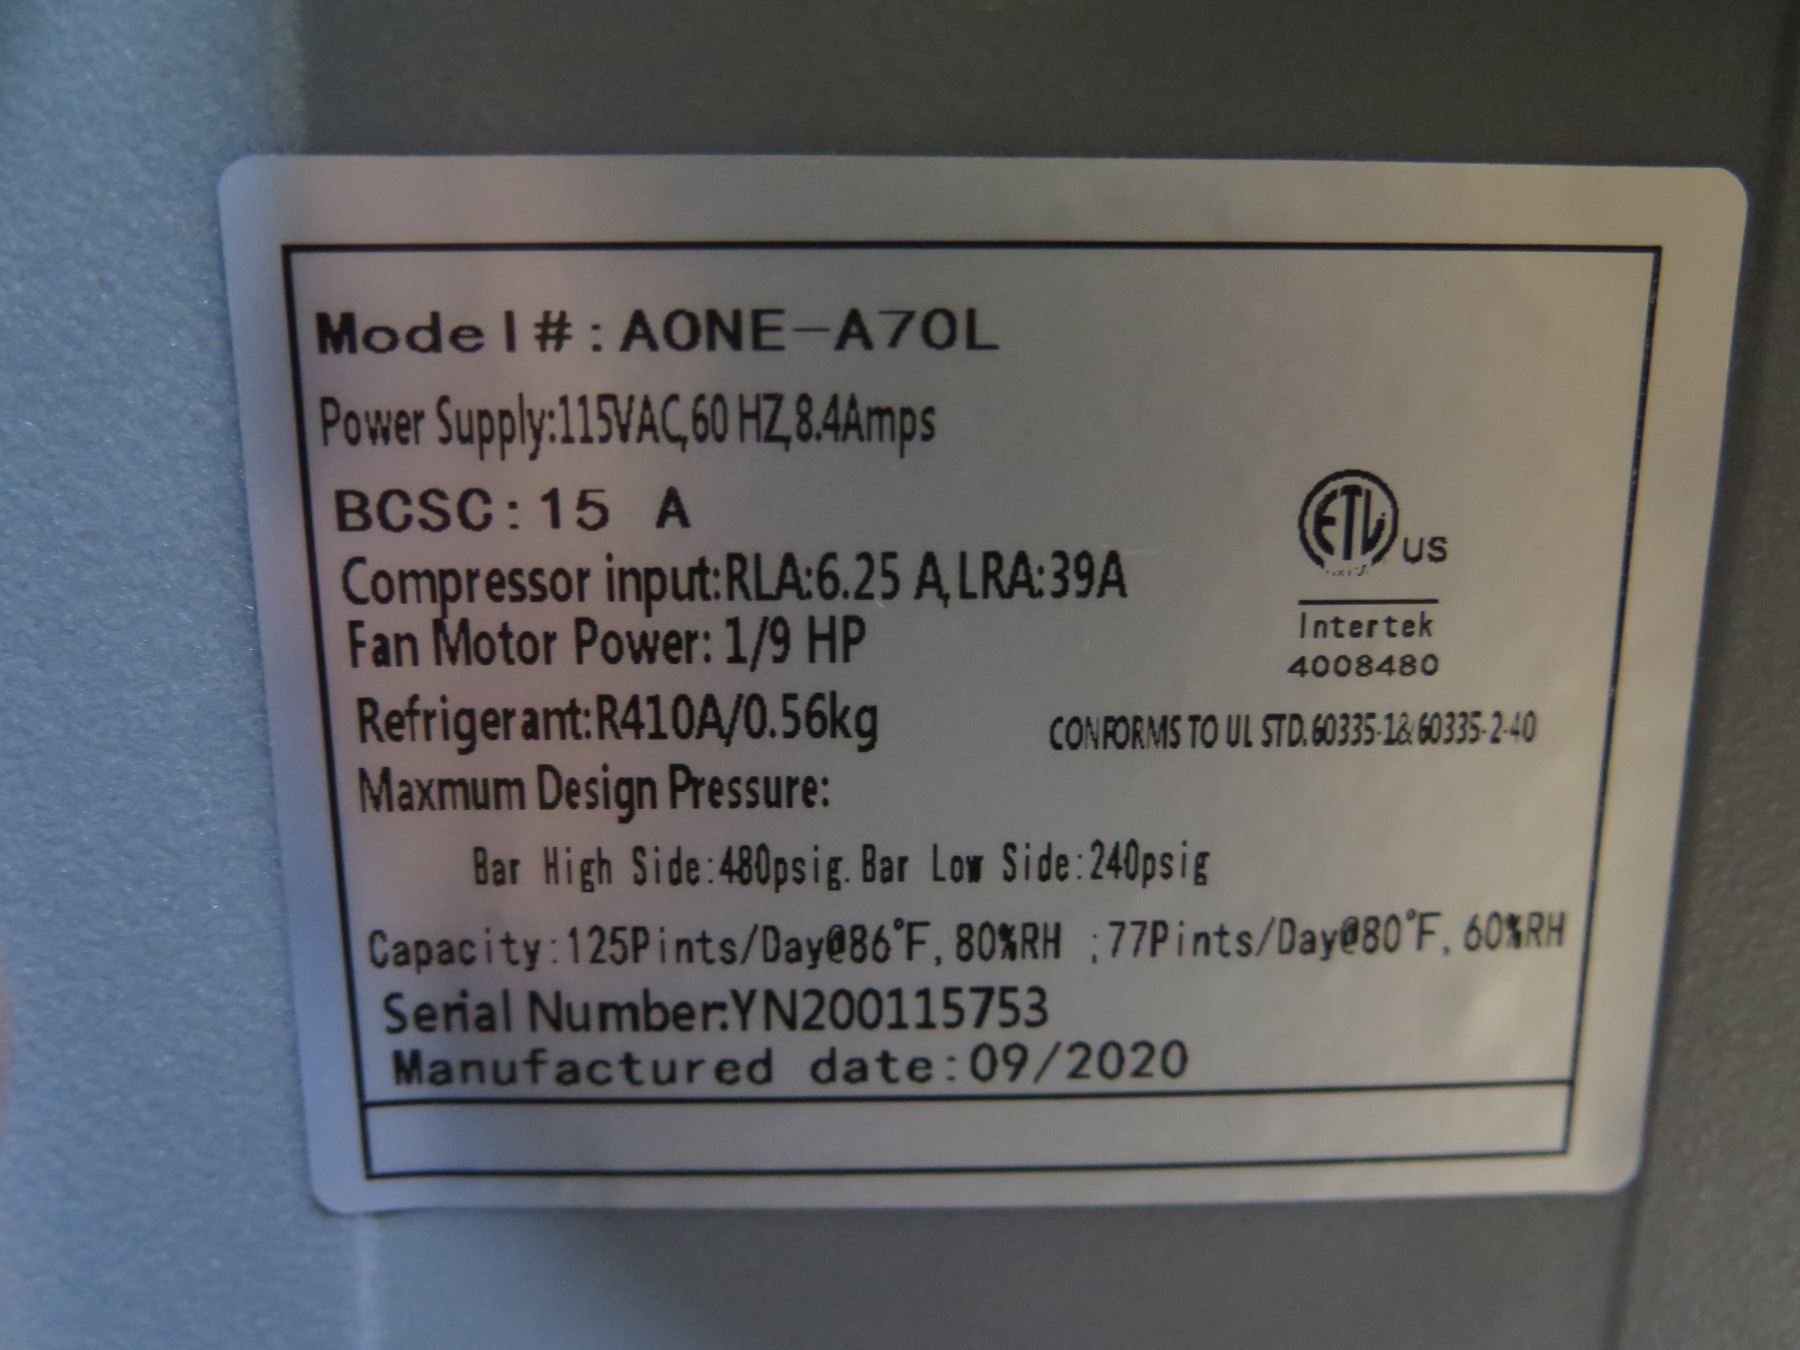 Model#:AONE-A70L
Power Supply:115VAC,60 HZ,8.4Amps
BCSC:15 A
Compressor input:RLA:6.25 A,LRA:39A
Fan Motor Power: 1/9 HP
Refrigerant:R410A/0.56kg
Maxmum Design Pressure:
Bar High Side:480psig. Bar Low Side:240psig
Capacity:125Pints/Day@86°F, 80%RH ;77Pints/Day@80°F, 60%RH
Serial Number:YN200115753
Manufactured date:09/2020
ETL US
Intertek
4008480
CONFORMS TO UL STD.60335-1&60335-2-40